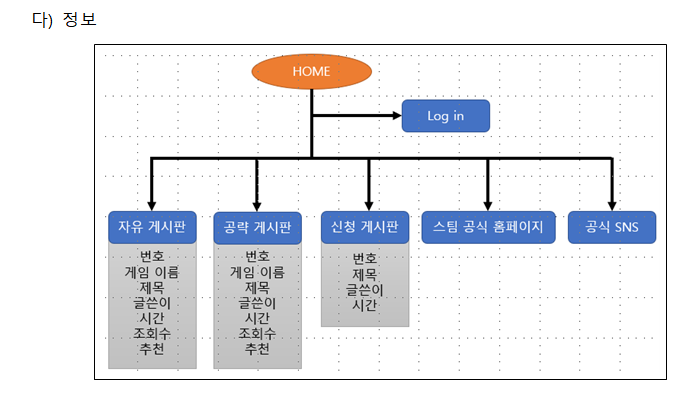 다) 정보
HOME
Log in
자유 게시판
공략 게시판
신청 게시판
스팀 공식 홈페이지
공식 SNS
번호
게임 이름
제목
글쓴이
시간
조회수
추천
번호
게임 이름
제목
글쓴이
시간
조회수
추천
번호
제목
글쓴이
시간